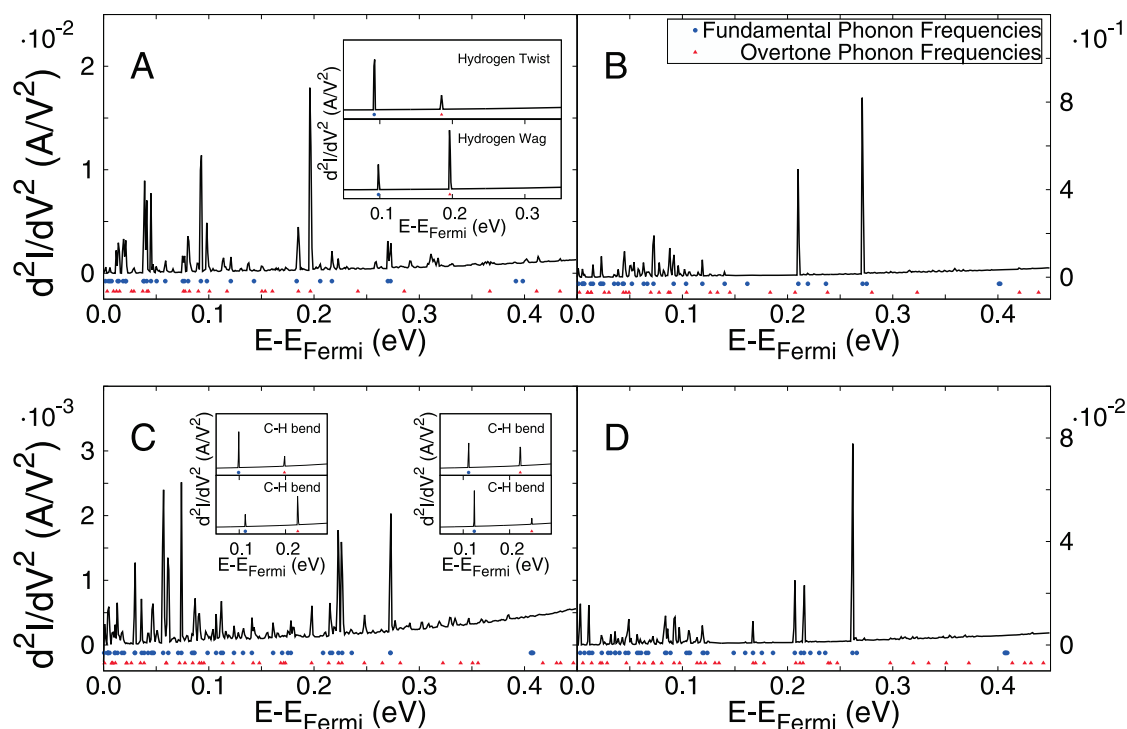 ·10⁻²
A
B
Fundamental Phonon Frequencies
Overtone Phonon Frequencies
·10⁻¹
d²I/dV² (A/V²)
2
1
0
Hydrogen Twist
Hydrogen Wag
d²I/dV² (A/V²)
0.1 0.2 0.3
E-E_Fermi (eV)
8
4
0
0.0 0.1 0.2 0.3 0.4
E-E_Fermi (eV)
0.1 0.2 0.3 0.4
E-E_Fermi (eV)
·10⁻³
C
D
·10⁻²
d²I/dV² (A/V²)
3
2
1
0
C-H bend
C-H bend
d²I/dV² (A/V²)
0.1 0.2
E-E_Fermi (eV)
C-H bend
C-H bend
d²I/dV² (A/V²)
0.1 0.2
E-E_Fermi (eV)
8
4
0
0.0 0.1 0.2 0.3 0.4
E-E_Fermi (eV)
0.0 0.1 0.2 0.3 0.4
E-E_Fermi (eV)